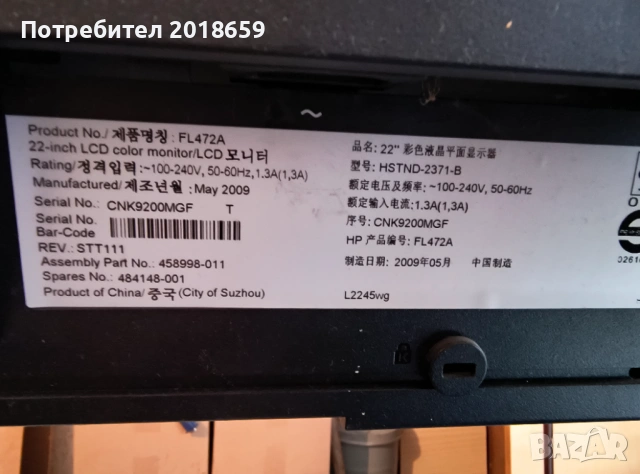 Потребител 2018659
Product No./ 제품명칭 : FL472A
22-inch LCD color monitor/LCD 모니터
Rating/정격입력:~100-240V, 50-60Hz,1.3A(1,3A)
Manufactured/ 제조년월 : May 2009
Serial No.: CNK9200MGF T
Serial No.
Bar-Code
REV.: STT111
Assembly Part No.: 458998-011
Spares No.: 484148-001
Product of China/ 중국 (City of Suzhou)
品名: 22" 彩色液晶平面显示器
型号: HSTND-2371-B
额定电压及频率: ~100-240V, 50-60Hz
额定输入电流: 1.3A(1,3A)
序号: CNK9200MGF
HP 产品编号: FL472A
制造日期: 2009年05月 中国制造
L2245wg
BAZAR